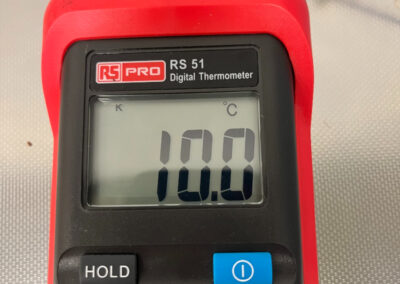 RS PRO RS 51
Digital Thermometer
K °C
10.0
HOLD